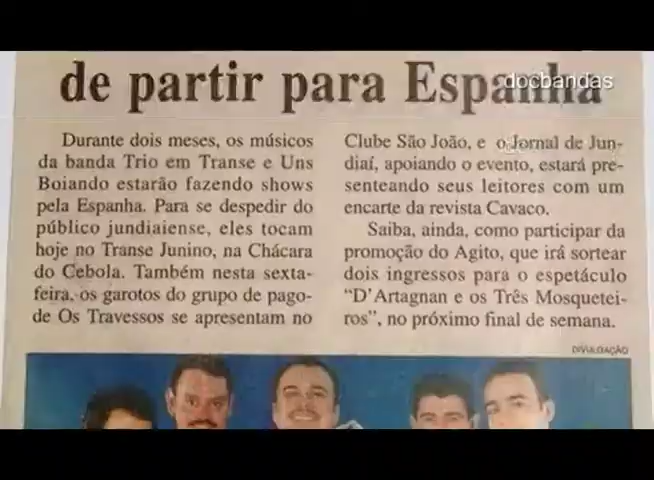 docbandas
de partir para Espanha
Durante dois meses, os músicos
da banda Trio em Transe e Uns
Boiando estarão fazendo shows
pela Espanha. Para se despedir do
público jundiaiense, eles tocam
hoje no Transe Junino, na Chácara
do Cebola. Também nesta sexta-
feira, os garotos do grupo de pago-
de Os Travessos se apresentam no
Clube São João, e o Jornal de Jun-
diaí, apoiando o evento, estará pre-
senteando seus leitores com um
encarte da revista Cavaco.
Saiba, ainda, como participar da
promoção do Agito, que irá sortear
dois ingressos para o espetáculo
"D'Artagnan e os Três Mosquetei-
ros", no próximo final de semana.
DIVULGAÇÃO